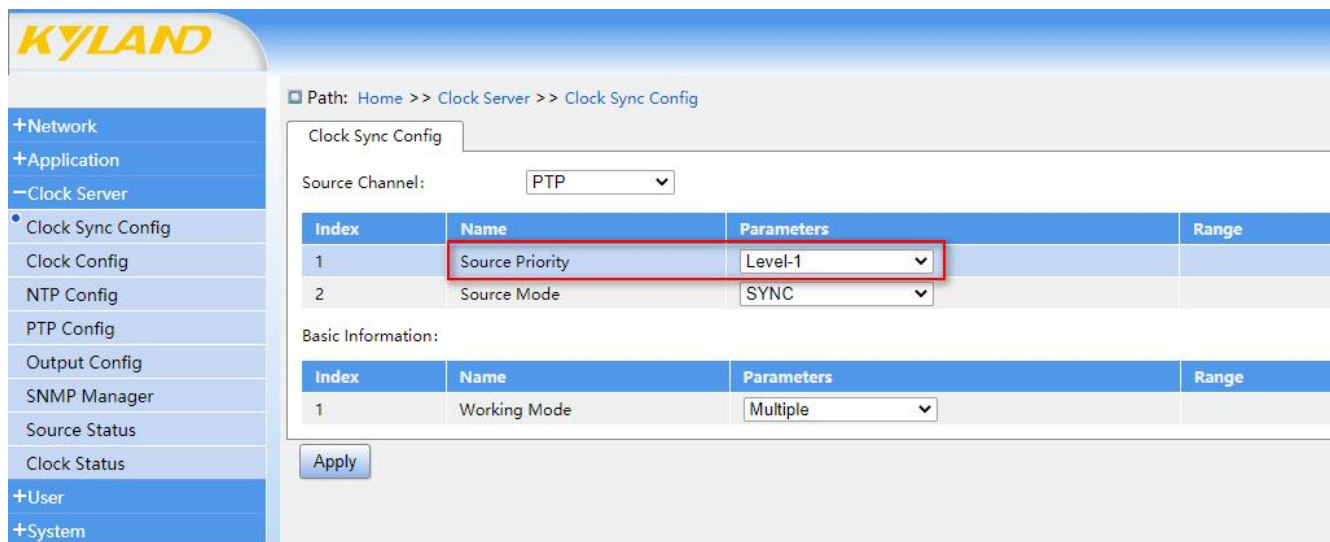 KYLAND
Path: Home >> Clock Server >> Clock Sync Config
+Network
+Application
−Clock Server
Clock Sync Config
Clock Config
NTP Config
PTP Config
Output Config
SNMP Manager
Source Status
Clock Status
+User
+System
Clock Sync Config
Source Channel: PTP
Index Name Parameters Range
1 Source Priority Level-1
2 Source Mode SYNC
Basic Information:
Index Name Parameters Range
1 Working Mode Multiple
Apply